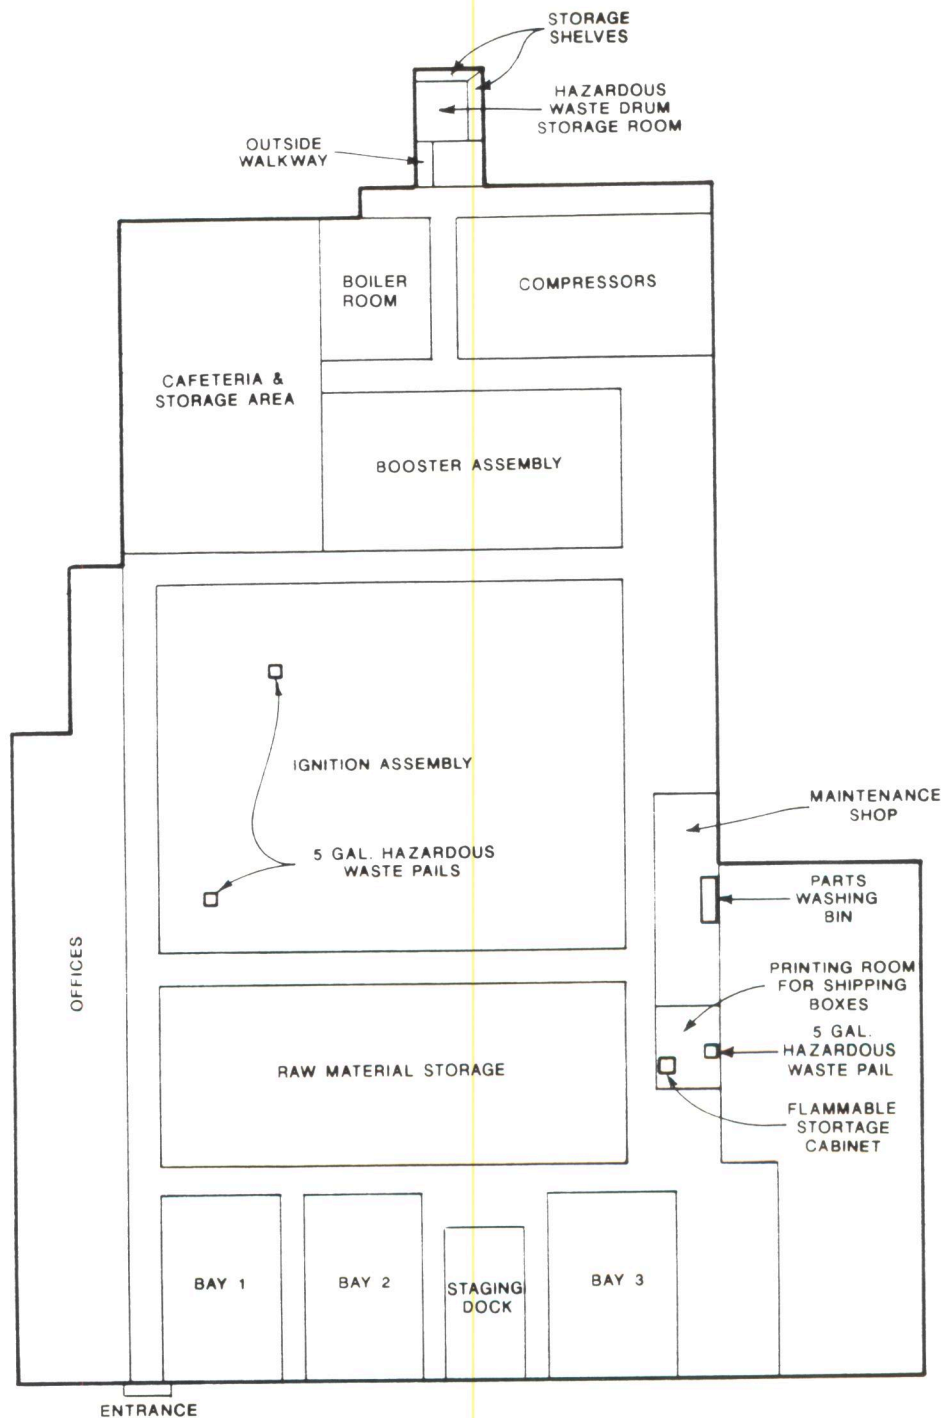 STORAGE
SHELVES
HAZARDOUS
WASTE DRUM
STORAGE ROOM
OUTSIDE
WALKWAY
BOILER
ROOM
COMPRESSORS
CAFETERIA &
STORAGE AREA
BOOSTER ASSEMBLY
IGNITION ASSEMBLY
MAINTENANCE
SHOP
5 GAL. HAZARDOUS
WASTE PAILS
PARTS
WASHING
BIN
OFFICES
PRINTING ROOM
FOR SHIPPING
BOXES
5 GAL.
HAZARDOUS
WASTE PAIL
RAW MATERIAL STORAGE
FLAMMABLE
STORTAGE
CABINET
BAY 1
BAY 2
STAGING
DOCK
BAY 3
ENTRANCE